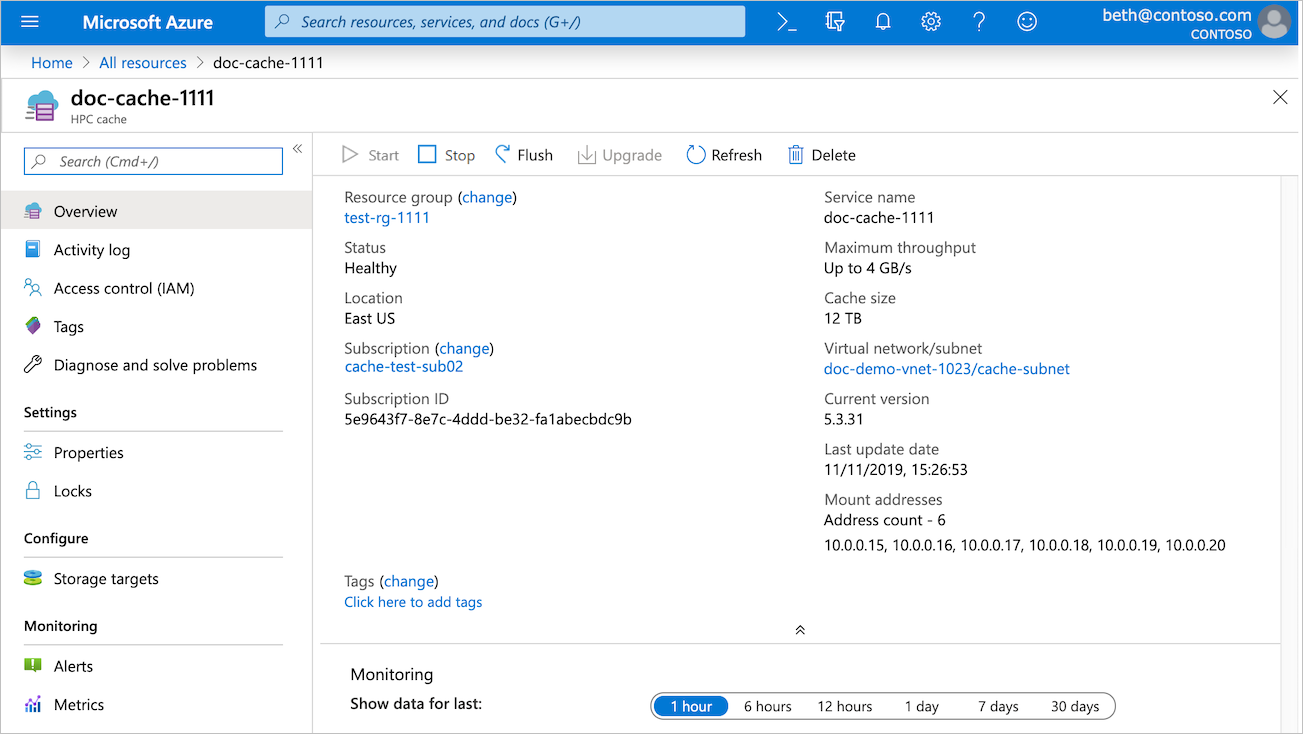 Microsoft Azure
Search resources, services, and docs (G+/)
beth@contoso.com
CONTOSO
Home > All resources > doc-cache-1111
doc-cache-1111
HPC cache
Search (Cmd+/)
Overview
Activity log
Access control (IAM)
Tags
Diagnose and solve problems
Settings
Properties
Locks
Configure
Storage targets
Monitoring
Alerts
Metrics
Start Stop Flush Upgrade Refresh Delete
Resource group (change)
test-rg-1111
Status
Healthy
Location
East US
Subscription (change)
cache-test-sub02
Subscription ID
5e9643f7-8e7c-4ddd-be32-fa1abecbdc9b
Service name
doc-cache-1111
Maximum throughput
Up to 4 GB/s
Cache size
12 TB
Virtual network/subnet
doc-demo-vnet-1023/cache-subnet
Current version
5.3.31
Last update date
11/11/2019, 15:26:53
Mount addresses
Address count - 6
10.0.0.15, 10.0.0.16, 10.0.0.17, 10.0.0.18, 10.0.0.19, 10.0.0.20
Tags (change)
Click here to add tags
Monitoring
Show data for last:
1 hour 6 hours 12 hours 1 day 7 days 30 days